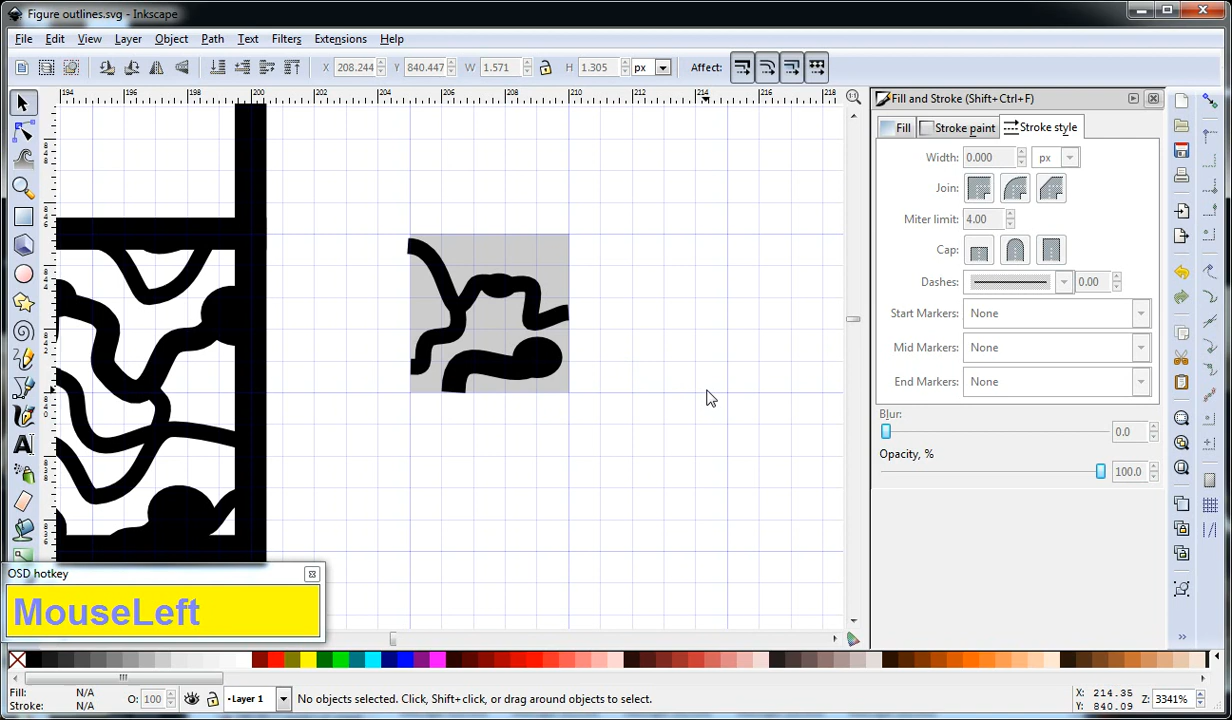 Figure outlines.svg - Inkscape
File Edit View Layer Object Path Text Filters Extensions Help
X 208.244 Y 840.447 W 1.571 H 1.305 px Affect:
194 196 198 200 202 204 206 208 210 212 214 216 218
Fill and Stroke (Shift+Ctrl+F)
Fill Stroke paint Stroke style
Width: 0.000 px
Join:
Miter limit: 4.00
Cap:
Dashes: 0.00
Start Markers: None
Mid Markers: None
End Markers: None
Blur:
0.0
Opacity, %
100.0
OSD hotkey
MouseLeft
Fill: N/A
Stroke: N/A
O: 100
Layer 1
No objects selected. Click, Shift+click, or drag around objects to select.
X: 214.35
Y: 840.09
Z: 3341%